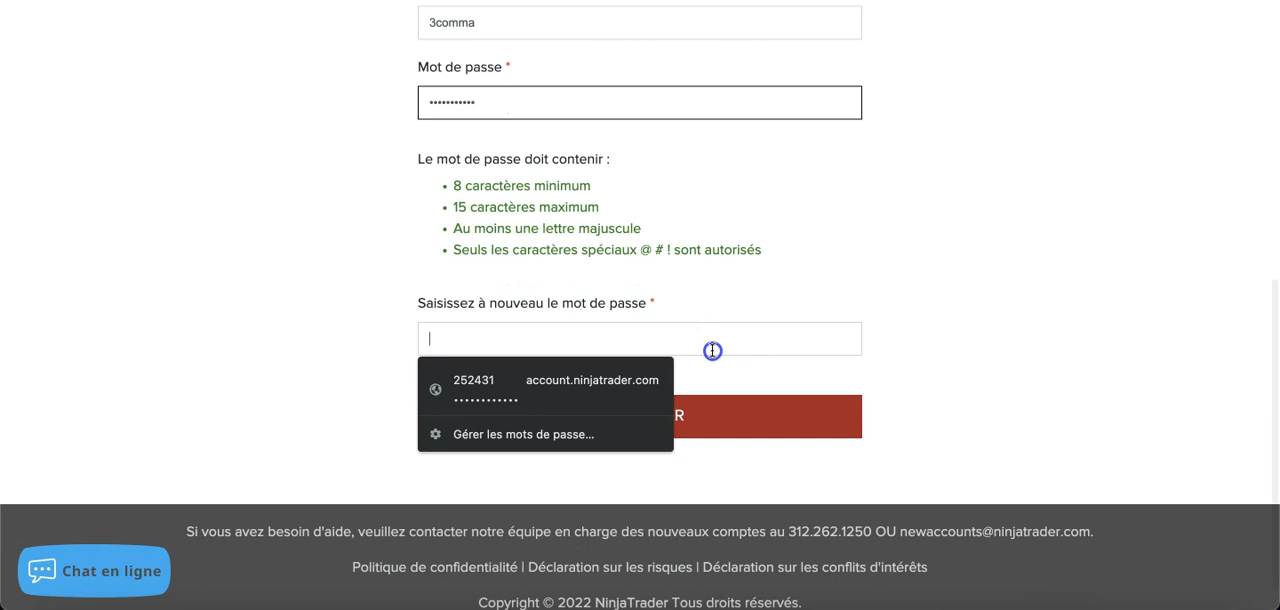 3comma
Mot de passe *
•••••••••••
Le mot de passe doit contenir :
• 8 caractères minimum
• 15 caractères maximum
• Au moins une lettre majuscule
• Seuls les caractères spéciaux @ # ! sont autorisés
Saisissez à nouveau le mot de passe *
252431 account.ninjatrader.com
••••••••••••
R
Gérer les mots de passe...
Si vous avez besoin d'aide, veuillez contacter notre équipe en charge des nouveaux comptes au 312.262.1250 OU newaccounts@ninjatrader.com.
Chat en ligne
Politique de confidentialité | Déclaration sur les risques | Déclaration sur les conflits d'intérêts
Copyright © 2022 NinjaTrader Tous droits réservés.